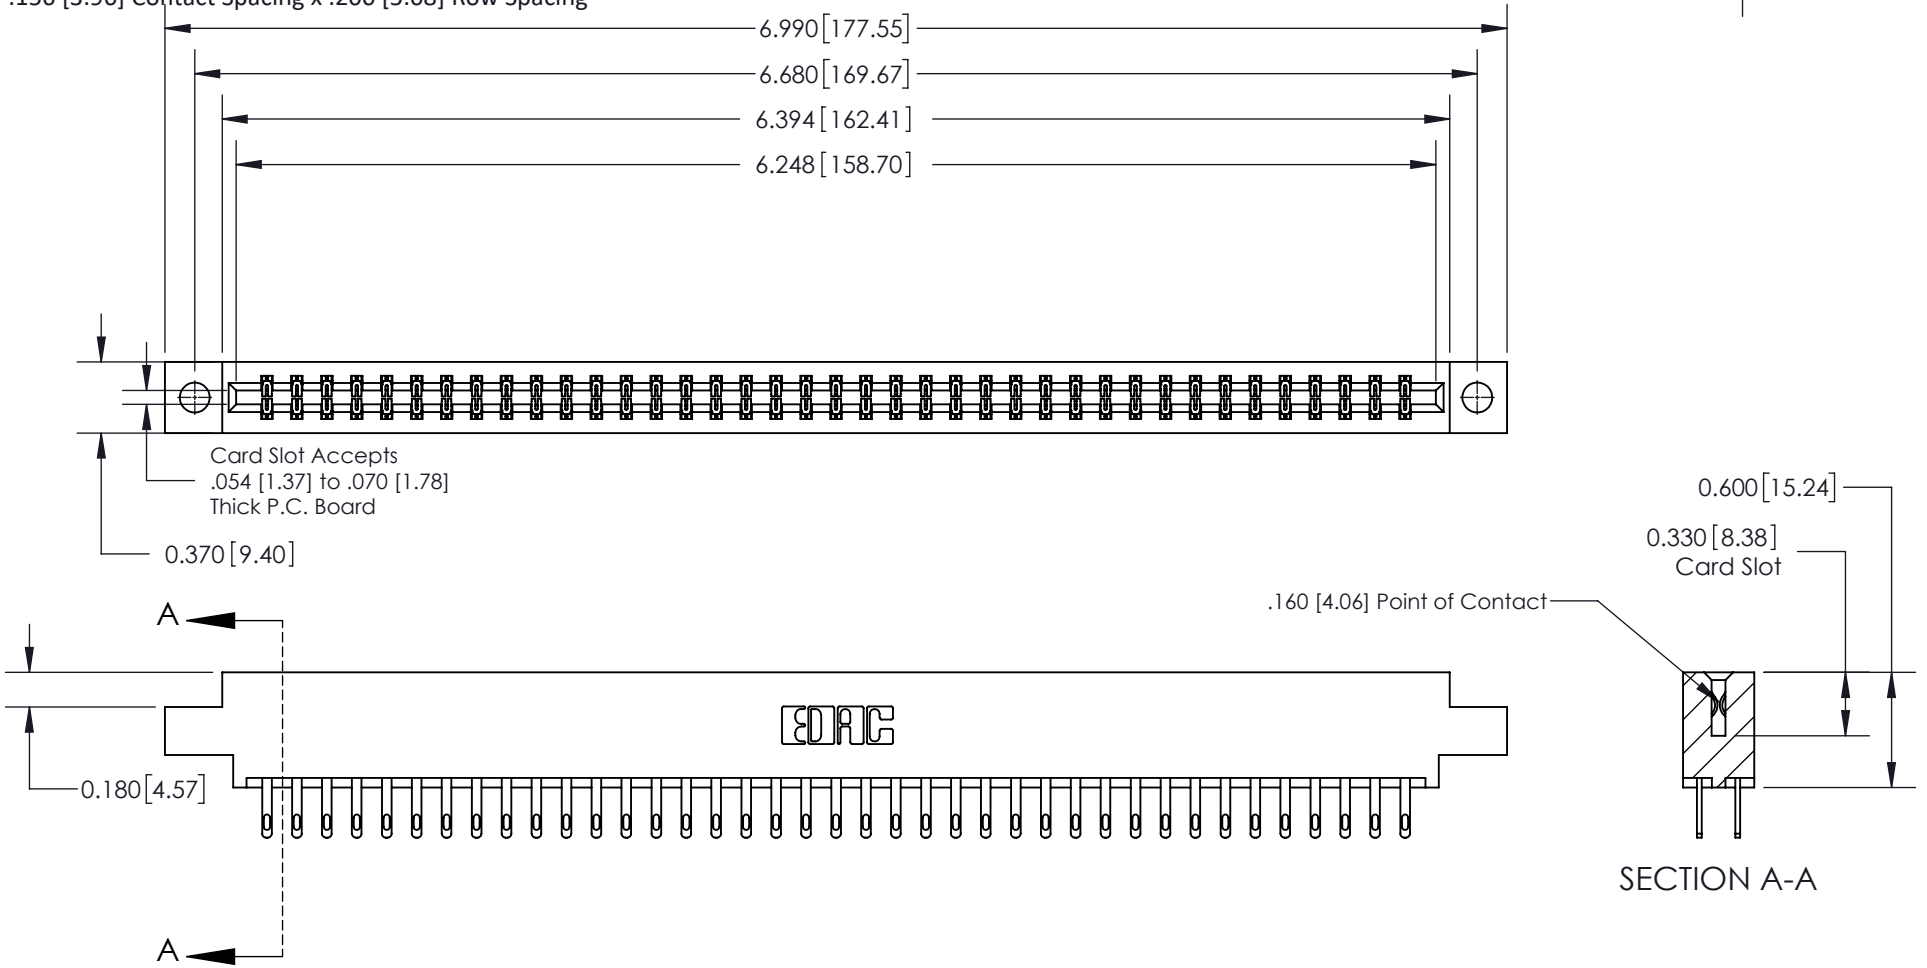 .156 [3.96] Contact Spacing x .200 [5.08] Row Spacing
6.990[177.55]
6.680[169.67]
6.394[162.41]
6.248[158.70]
Card Slot Accepts
.054 [1.37] to .070 [1.78]
Thick P.C. Board
0.370[9.40]
0.600[15.24]
0.330[8.38]
Card Slot
.160 [4.06] Point of Contact
A
EDAC
0.180[4.57]
SECTION A-A
A